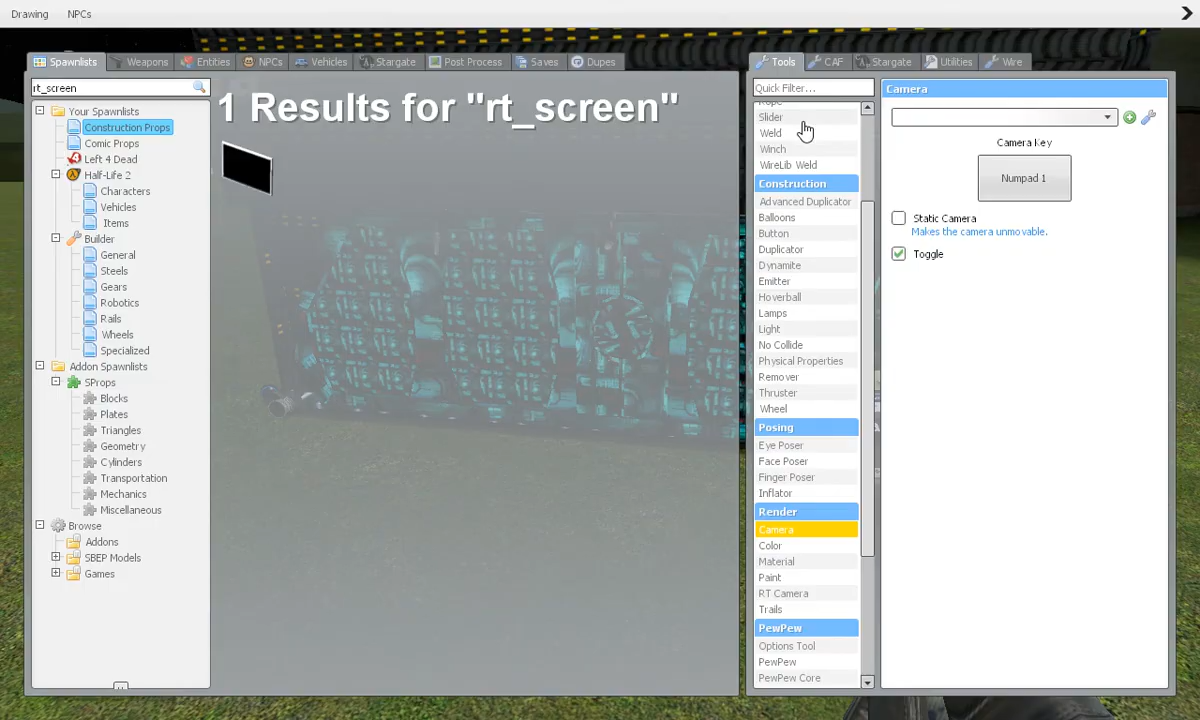 Drawing NPCs
Spawnlists Weapons Entities NPCs Vehicles Stargate Post Process Saves Dupes
rt_screen
1 Results for "rt_screen"
Your Spawnlists
Construction Props
Comic Props
Left 4 Dead
Half-Life 2
Characters
Vehicles
Items
Builder
General
Steels
Gears
Robotics
Rails
Wheels
Specialized
Addon Spawnlists
SProps
Blocks
Plates
Triangles
Geometry
Cylinders
Transportation
Mechanics
Miscellaneous
Browse
Addons
SBEP Models
Games
Tools CAF Stargate Utilities Wire
Quick Filter...
Rope
Slider
Weld
Winch
WireLib Weld
Construction
Advanced Duplicator
Balloons
Button
Duplicator
Dynamite
Emitter
Hoverball
Lamps
Light
No Collide
Physical Properties
Remover
Thruster
Wheel
Posing
Eye Poser
Face Poser
Finger Poser
Inflator
Render
Camera
Color
Material
Paint
RT Camera
Trails
PewPew
Options Tool
PewPew
PewPew Core
Camera
Camera Key
Numpad 1
Static Camera
Makes the camera unmovable.
Toggle